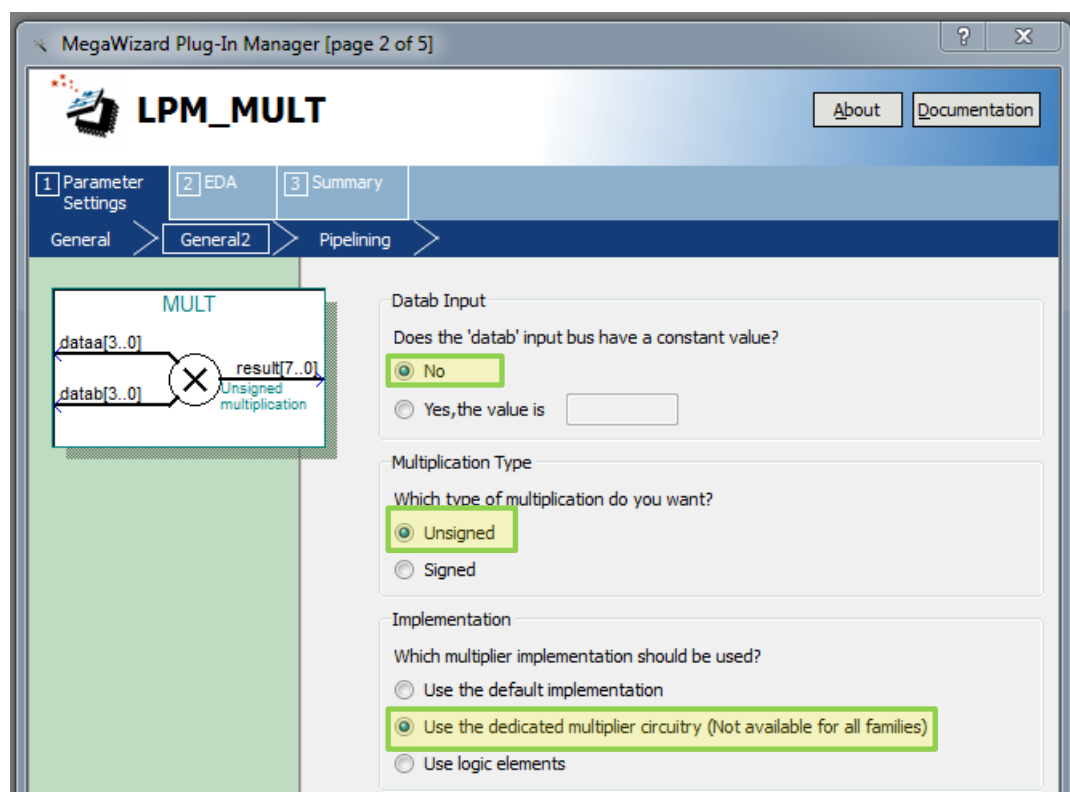 MegaWizard Plug-In Manager [page 2 of 5]
LPM_MULT
About
Documentation
1 Parameter Settings
2 EDA
3 Summary
General
General2
Pipelining
MULT
dataa[3..0]
result[7..0]
Unsigned
multiplication
datab[3..0]
Datab Input
Does the 'datab' input bus have a constant value?
No
Yes,the value is
Multiplication Type
Which type of multiplication do you want?
Unsigned
Signed
Implementation
Which multiplier implementation should be used?
Use the default implementation
Use the dedicated multiplier circuitry (Not available for all families)
Use logic elements